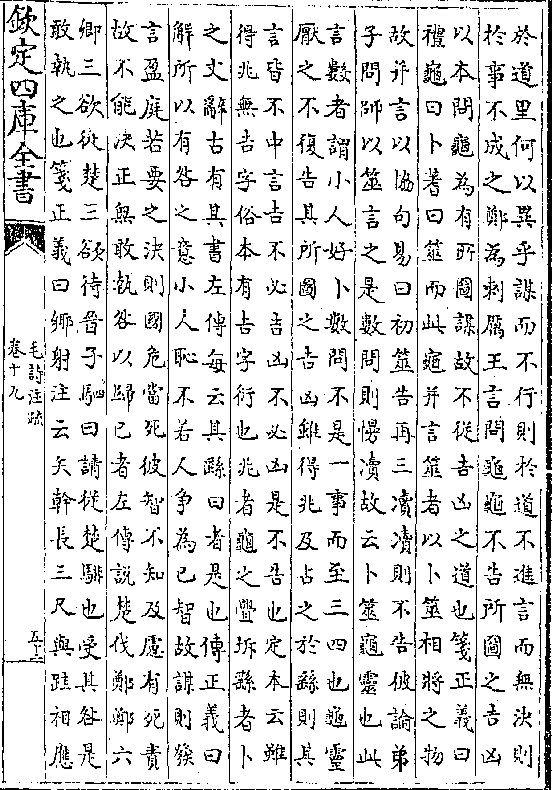 於道里何以異乎謀而不行則於道不進言而無決則
於事不成之鄭為刺厲王言問龜龜不告所圖之吉凶
以本問龜為有所圖謀故不從吉凶之道也箋正義曰
禮龜曰卜蓍曰筮而此龜并言筮者以卜筮相將之物
故并言以協句易曰初筮告再三瀆瀆則不告彼論弟
子問師以筮言之是數問則慢瀆故云卜筮龜靈也此
言數者謂小人好卜數問不是一事而至三四也龜靈
厭之不復告其所圖之吉凶雖得兆及占之於繇則其
言皆不中言吉不必吉凶不必凶是不告也定本云雖
得兆無吉字俗本有吉字衍也兆者龜之舋坼繇者卜
之文辭古有其書左傳每云其繇曰者是也傳正義曰
解所以有咎之意小人恥不若人爭為己智故謀則發
言盈庭若要之決則國危當死彼智不知及慮有死責
故不能決正無敢執咎以歸己者左傳說楚伐鄭鄭六
卿三欲從楚三欲待晉子駟曰請從楚騑也受其咎是
敢執之也箋正義曰鄉射注云矢幹長三尺與跬相應
欽定四庫全書
毛詩注疏
卷十九